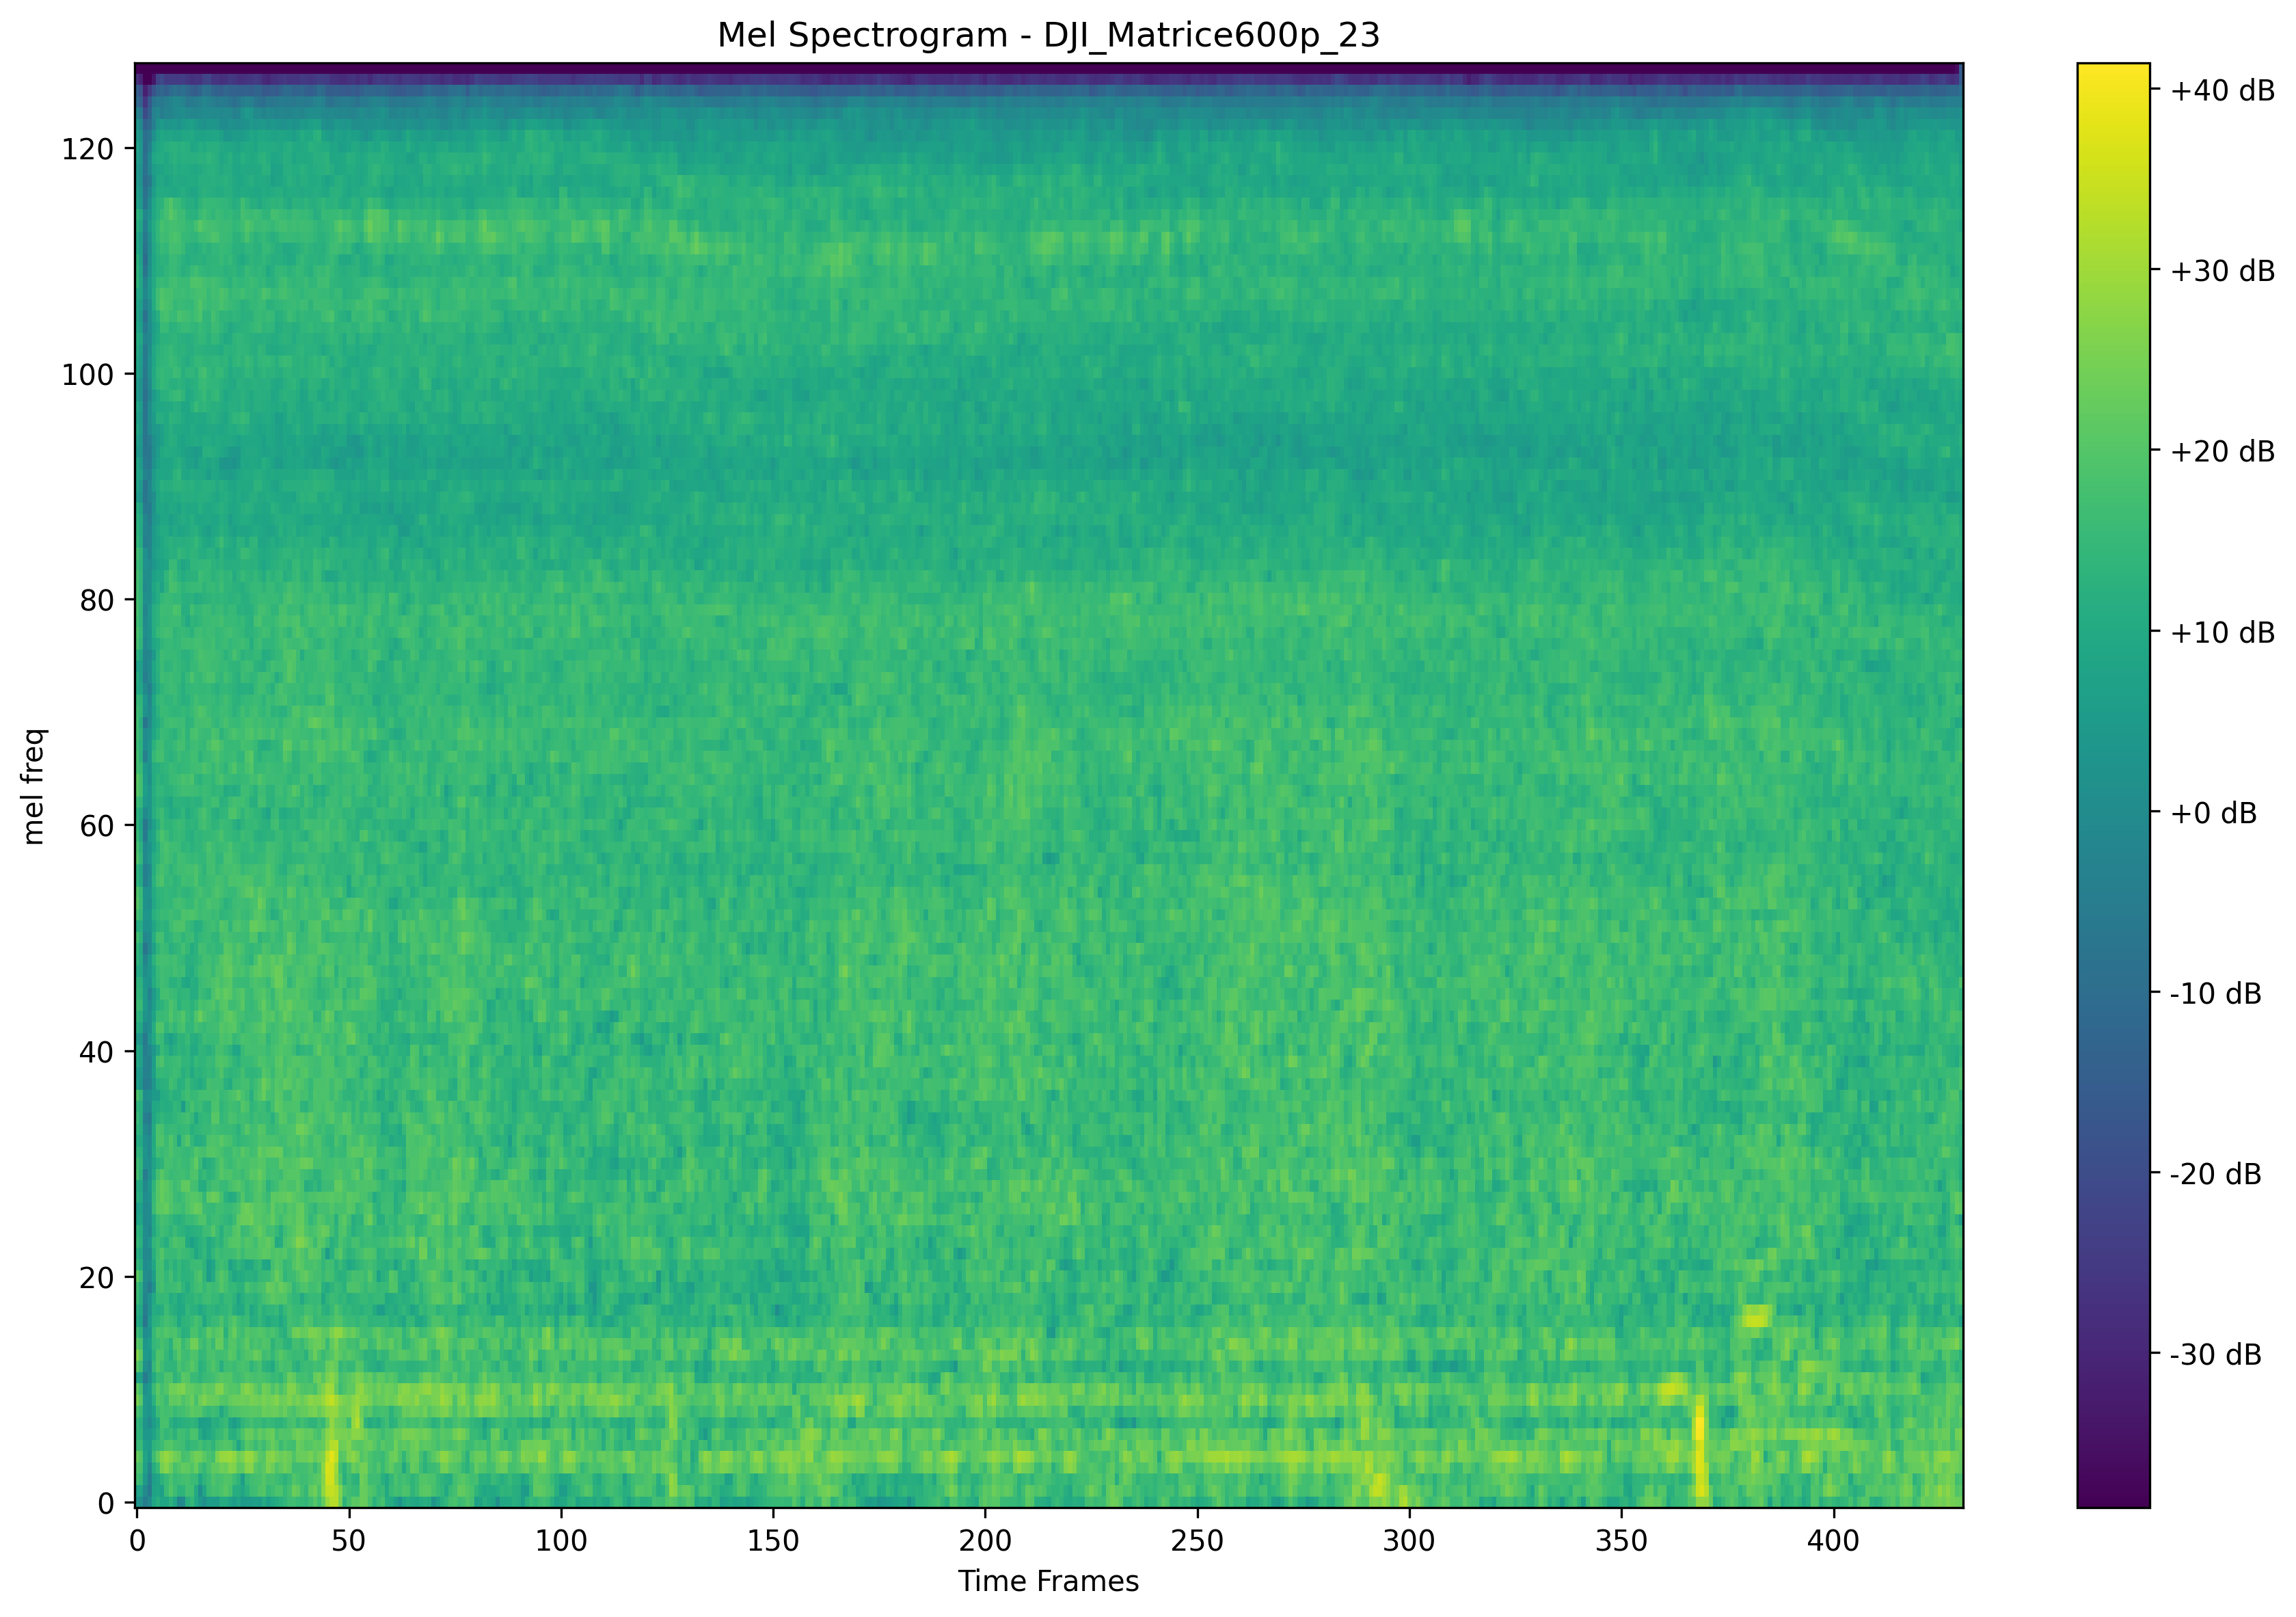 Mel Spectrogram - DJI_Matrice600p_23
mel freq
120
100
80
60
40
20
0
0 50 100 150 200 250 300 350 400
Time Frames
+40 dB
+30 dB
+20 dB
+10 dB
+0 dB
-10 dB
-20 dB
-30 dB